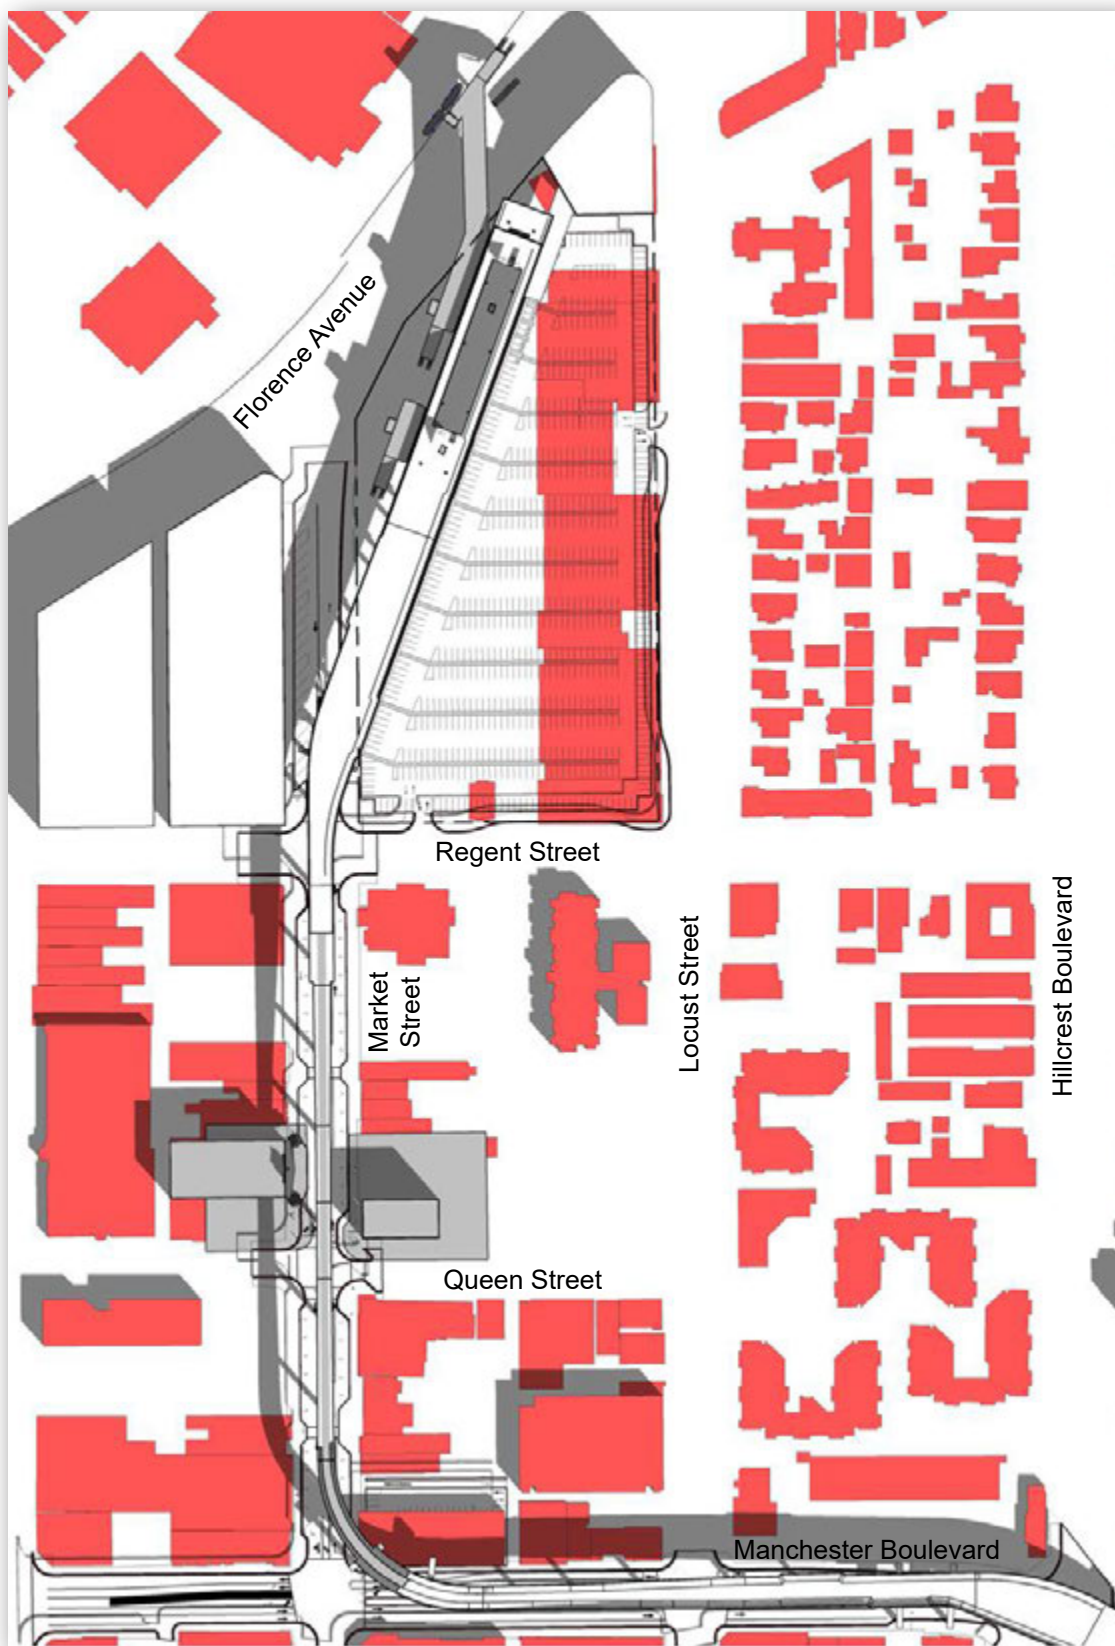 Florence Avenue
Regent Street
Market
Street
Locust Street
Hillcrest Boulevard
Queen Street
Manchester Boulevard